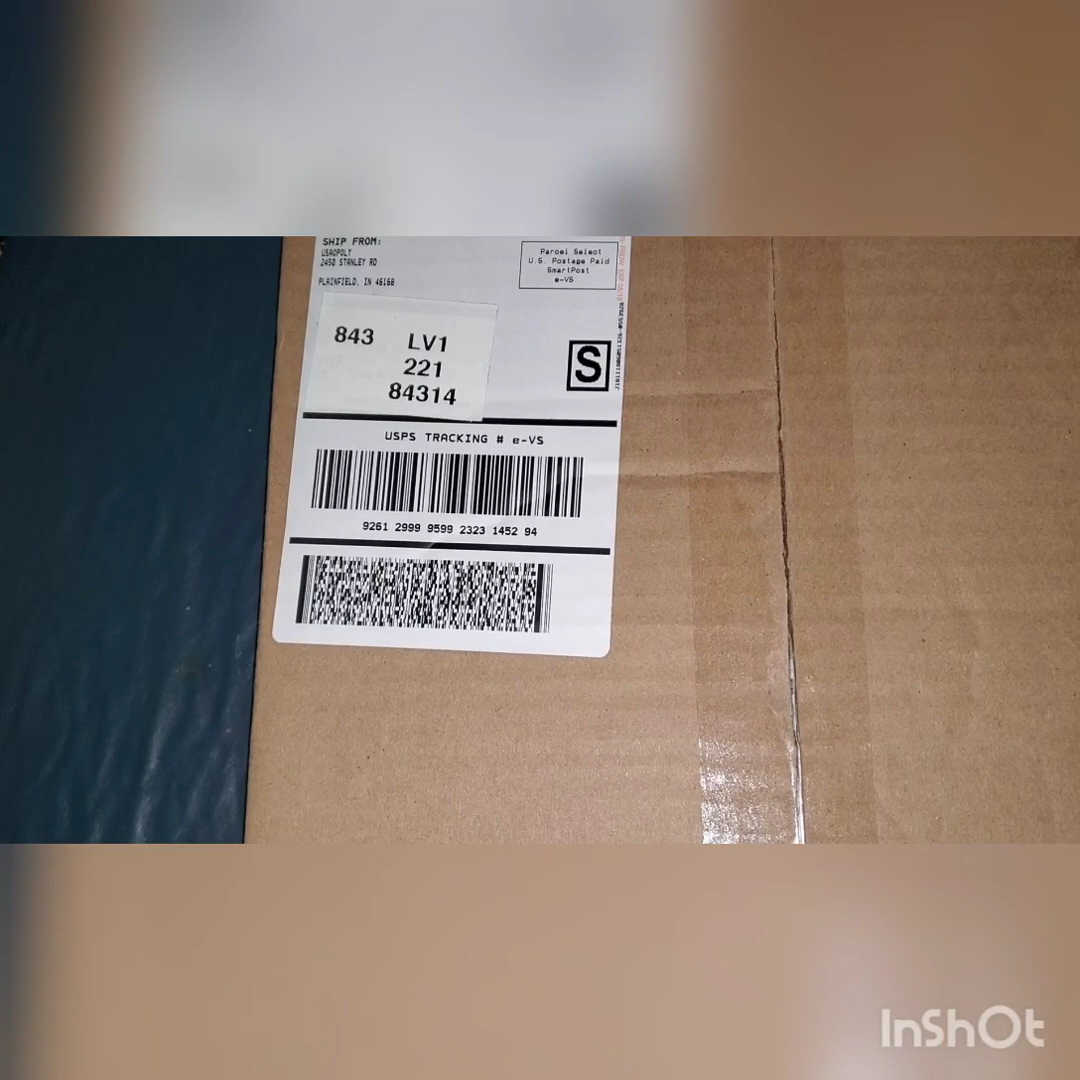 SHIP FROM:
USAOPOLY
2450 STANLEY RD
PLAINFIELD, IN 46168
Parcel Select
U.S. Postage Paid
SmartPost
e-VS
843 LV1
221
84314
S
USPS TRACKING # e-VS
9261 2999 9599 2323 1452 94
InShOt